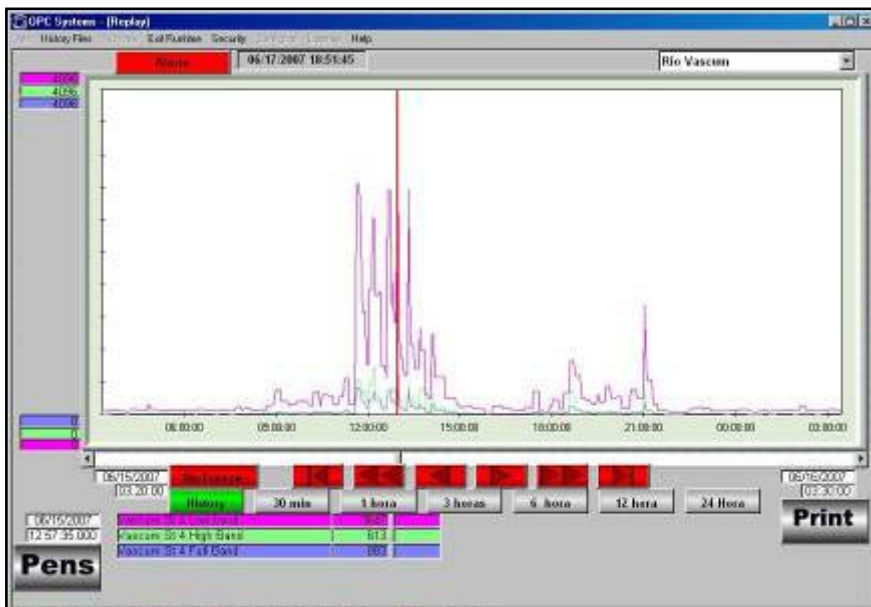 OPC Systems - (Replay)
History Files Exit Runtime Security Help
06/17/2007 18:51:45 Río Vascum
4096
4096
4096
0
0
0
06:00:00 09:00:00 12:00:00 15:00:00 18:00:00 21:00:00 00:00:00 03:00:00
06/15/2007 06/16/2007
03:20:00 03:30:00
History 30 min 1 hora 3 horas 6 hora 12 hora 24 Hora
Print
06/15/2007 Vascum St 4 Low Band
12:57:35.000 Vascum St 4 High Band 613
Vascum St 4 Full Band 883
Pens